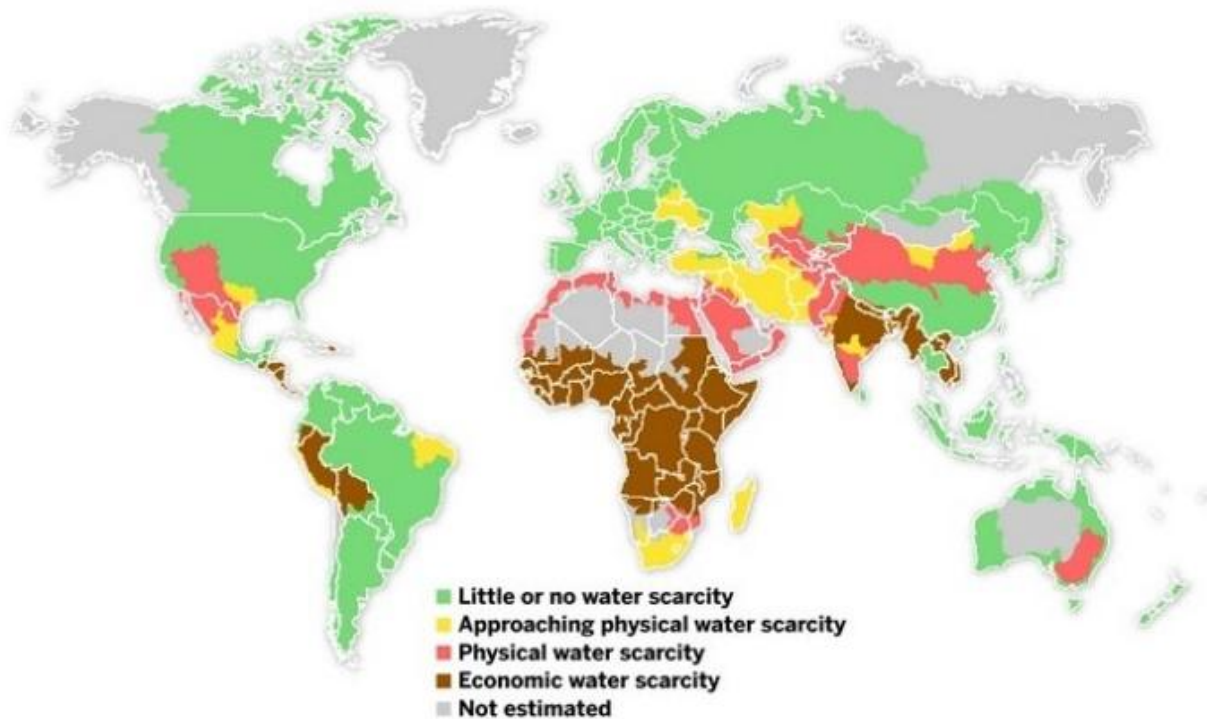 Little or no water scarcity
Approaching physical water scarcity
Physical water scarcity
Economic water scarcity
Not estimated